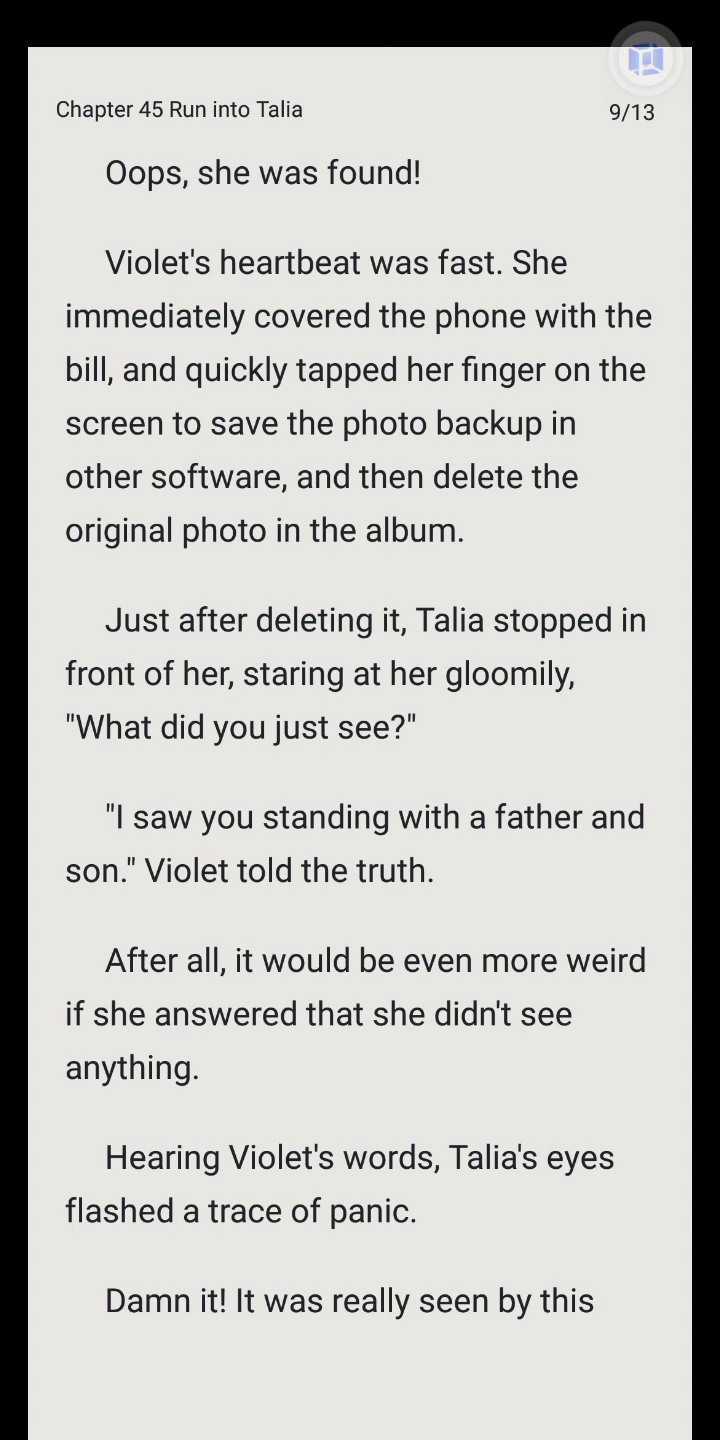 Chapter 45 Run into Talia
9/13
Oops, she was found!
Violet's heartbeat was fast. She
immediately covered the phone with the
bill, and quickly tapped her finger on the
screen to save the photo backup in
other software, and then delete the
original photo in the album.
Just after deleting it, Talia stopped in
front of her, staring at her gloomily,
"What did you just see?"
"I saw you standing with a father and
son." Violet told the truth.
After all, it would be even more weird
if she answered that she didn't see
anything.
Hearing Violet's words, Talia's eyes
flashed a trace of panic.
Damn it! It was really seen by this